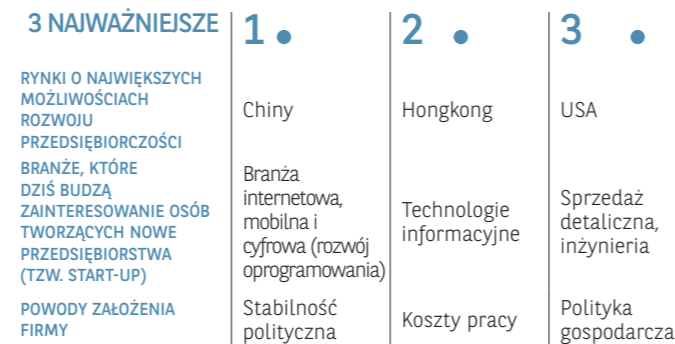 3 NAJWAŻNIEJSZE
1 •
2 •
3 •
RYNKI O NAJWIĘKSZYCH
MOŻLIWOŚCIACH
ROZWOJU
PRZEDSIĘBIORCZOŚCI
Chiny
Hongkong
USA
BRANŻE, KTÓRE
DZIŚ BUDZĄ
ZAINTERESOWANIE OSÓB
TWORZĄCYCH NOWE
PRZEDSIĘBIORSTWA
(TZW. START-UP)
Branża
internetowa,
mobilna i
cyfrowa (rozwój
oprogramowania)
Technologie
informacyjne
Sprzedaż
detaliczna,
inżynieria
POWODY ZAŁOŻENIA
FIRMY
Stabilność
polityczna
Koszty pracy
Polityka
gospodarcza